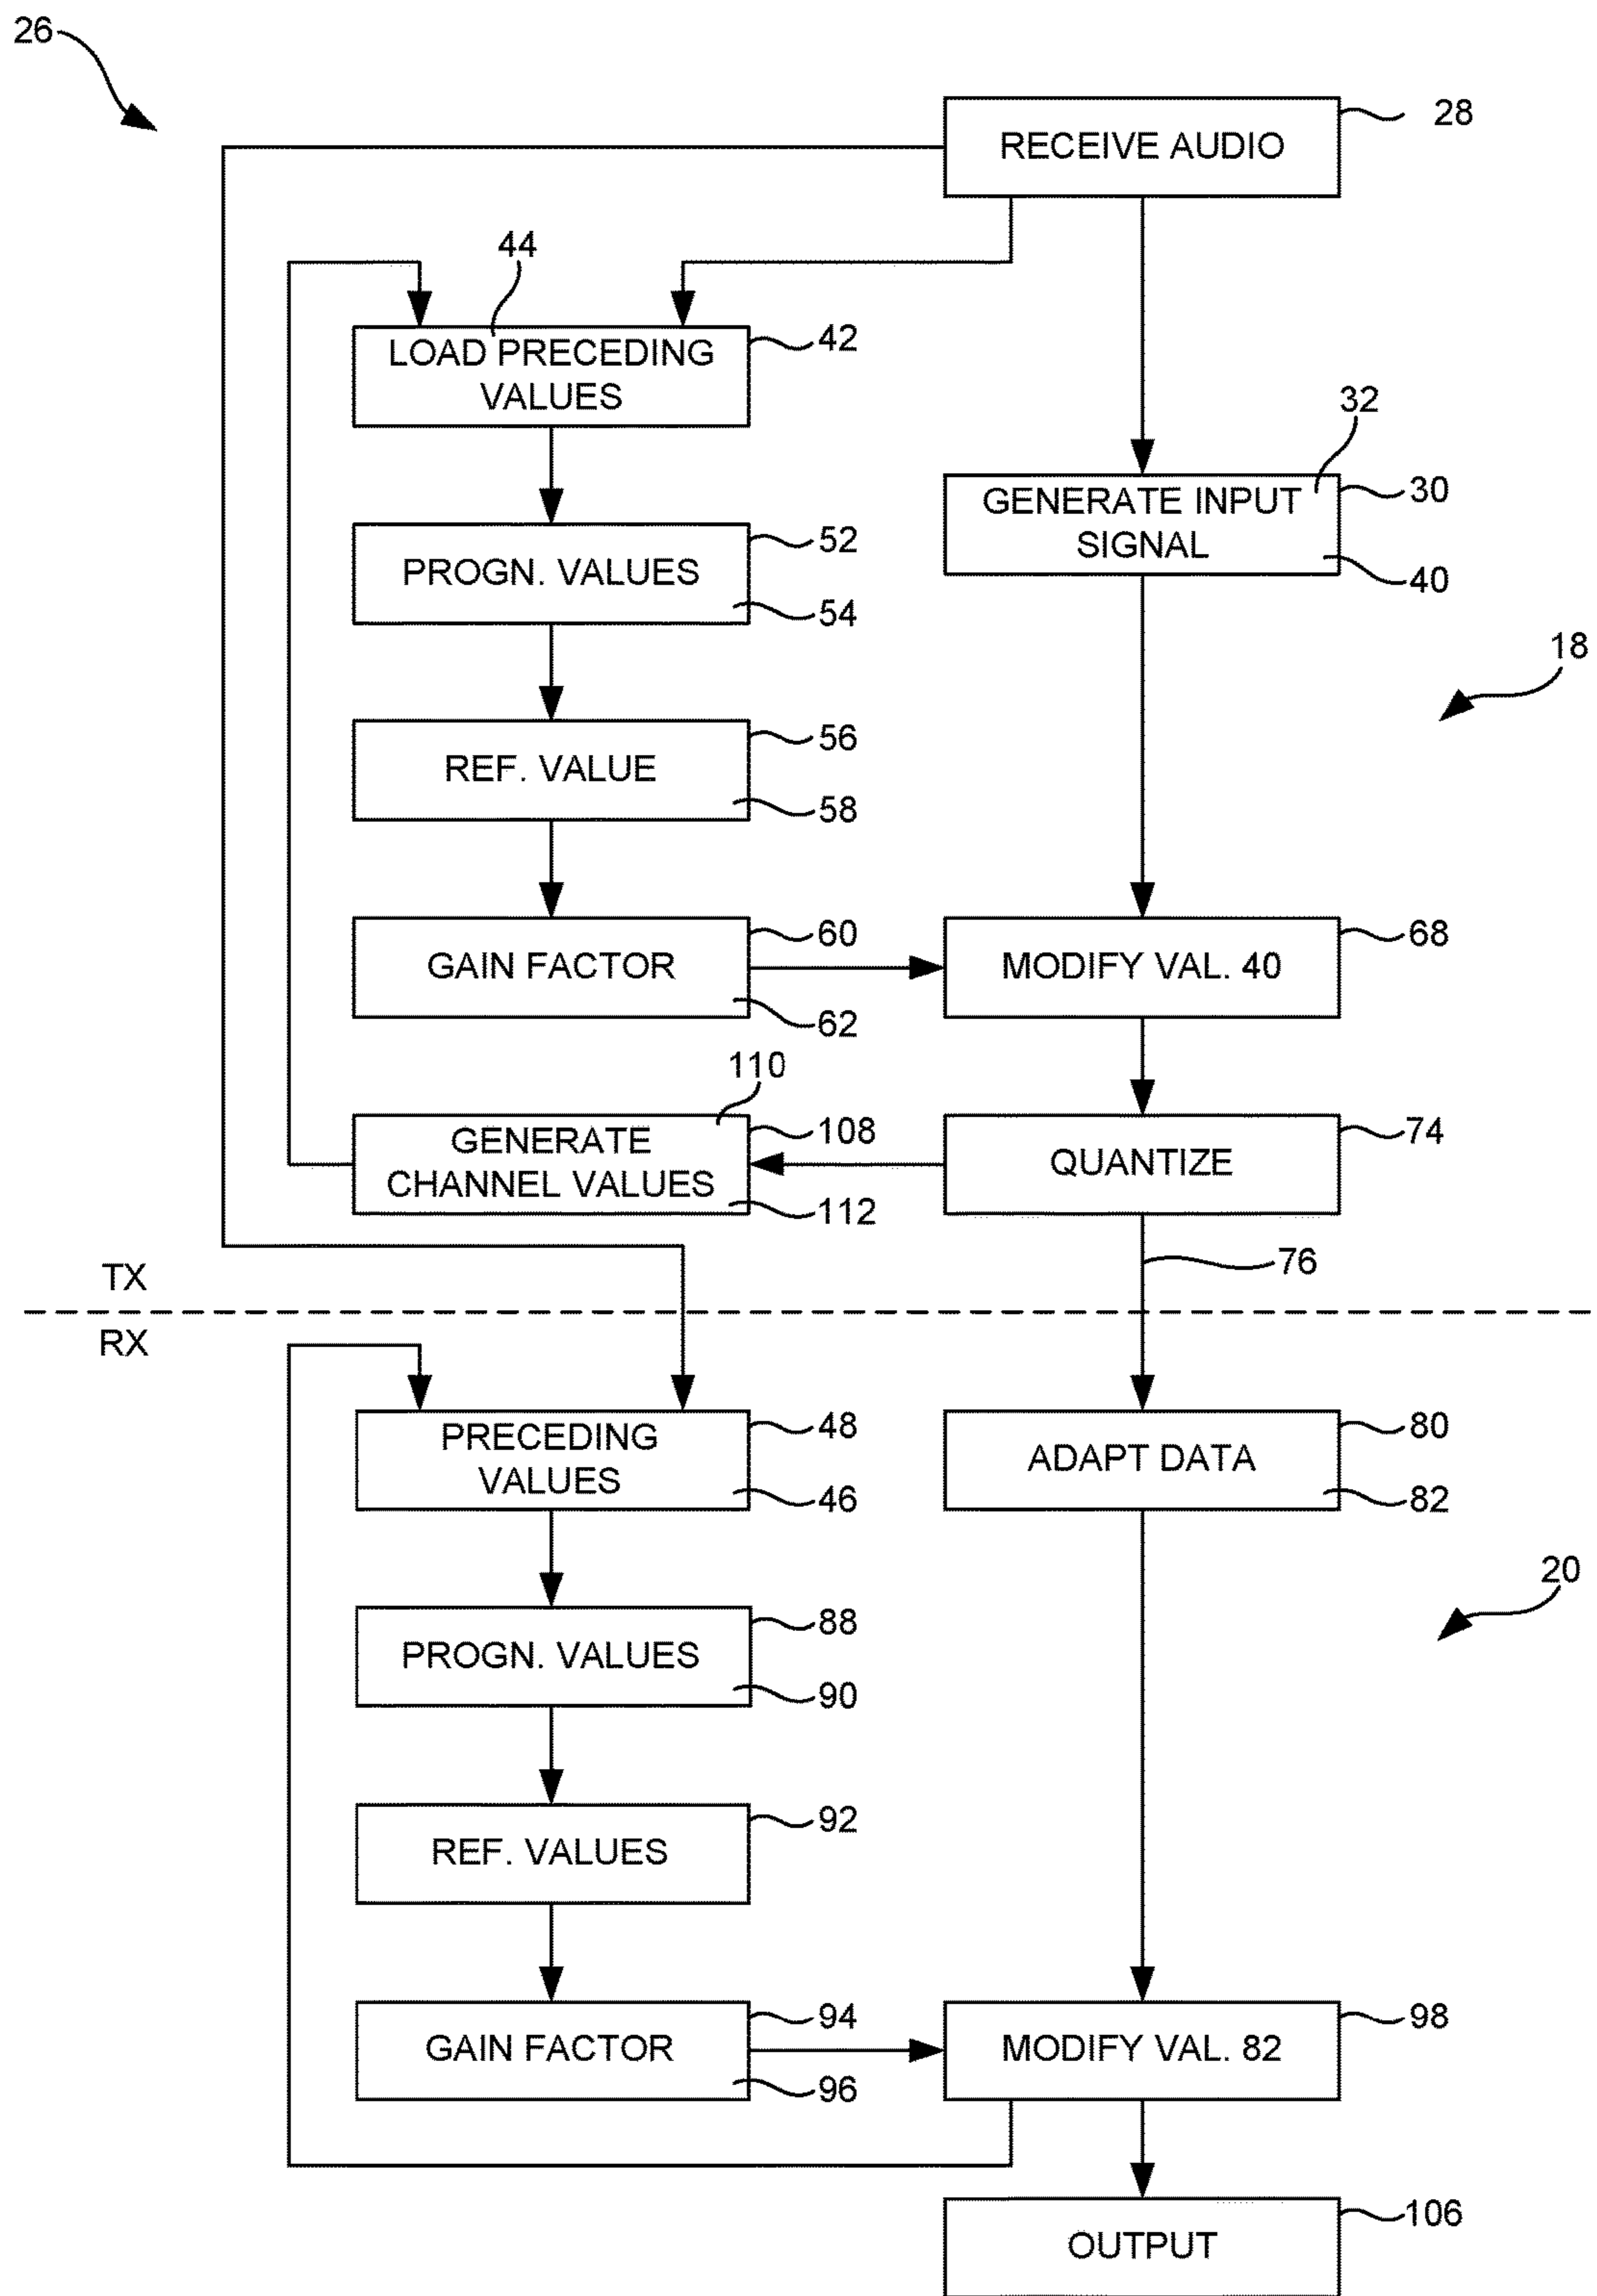 26
28
RECEIVE AUDIO
44
LOAD PRECEDING
VALUES
42
32
GENERATE INPUT
SIGNAL
30
40
PROGN. VALUES
52
54
18
REF. VALUE
56
58
GAIN FACTOR
60
62
MODIFY VAL. 40
68
110
GENERATE
CHANNEL VALUES
108
112
QUANTIZE
74
76
TX
RX
PRECEDING
VALUES
48
46
ADAPT DATA
80
82
PROGN. VALUES
88
90
20
REF. VALUES
92
GAIN FACTOR
94
96
MODIFY VAL. 82
98
OUTPUT
106